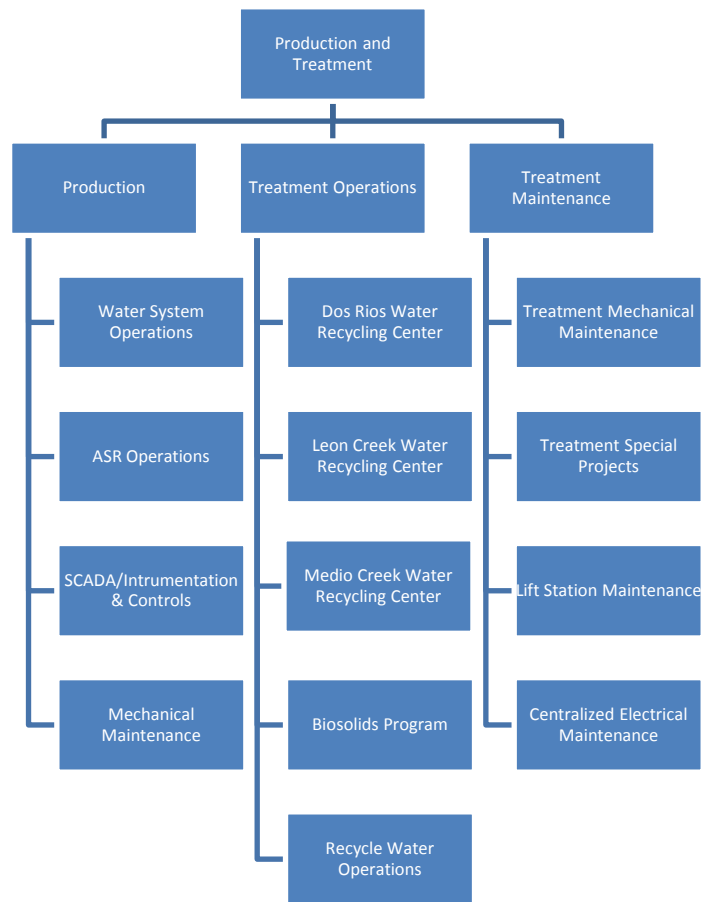 Production and
Treatment
Production
Treatment Operations
Treatment
Maintenance
Water System
Operations
ASR Operations
SCADA/Intrumentation
& Controls
Mechanical
Maintenance
Dos Rios Water
Recycling Center
Leon Creek Water
Recycling Center
Medio Creek Water
Recycling Center
Biosolids Program
Recycle Water
Operations
Treatment Mechanical
Maintenance
Treatment Special
Projects
Lift Station Maintenance
Centralized Electrical
Maintenance